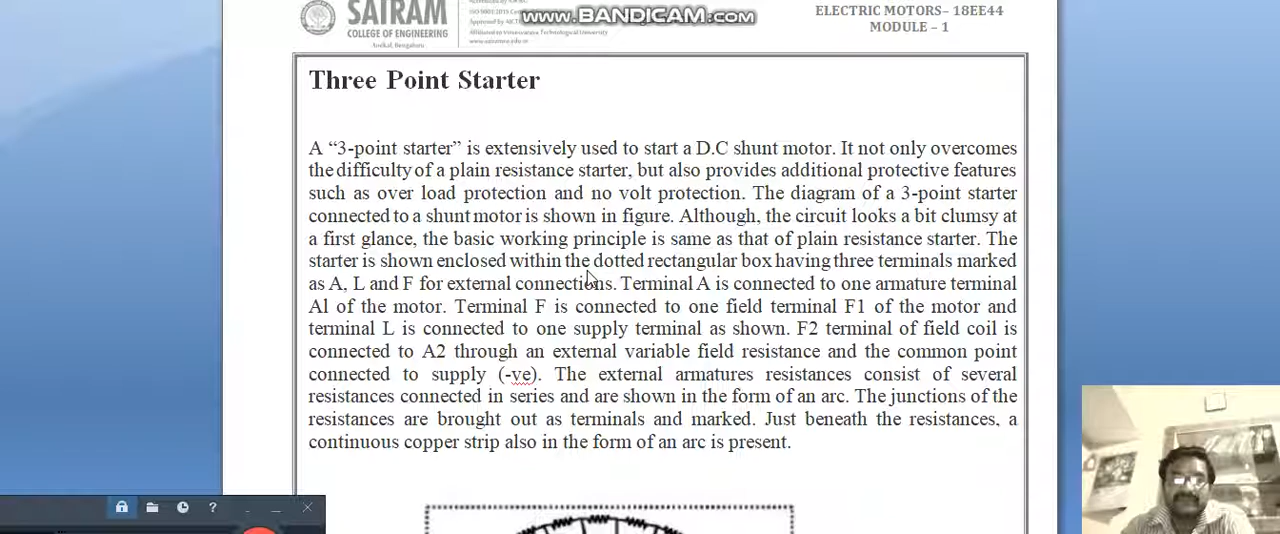 SAIRAM
COLLEGE OF ENGINEERING
Anekal, Bengaluru
www.BANDICAM.com
ELECTRIC MOTORS– 18EE44
MODULE – 1
Three Point Starter
A “3-point starter” is extensively used to start a D.C shunt motor. It not only overcomes
the difficulty of a plain resistance starter, but also provides additional protective features
such as over load protection and no volt protection. The diagram of a 3-point starter
connected to a shunt motor is shown in figure. Although, the circuit looks a bit clumsy at
a first glance, the basic working principle is same as that of plain resistance starter. The
starter is shown enclosed within the dotted rectangular box having three terminals marked
as A, L and F for external connections. Terminal A is connected to one armature terminal
Al of the motor. Terminal F is connected to one field terminal F1 of the motor and
terminal L is connected to one supply terminal as shown. F2 terminal of field coil is
connected to A2 through an external variable field resistance and the common point
connected to supply (-ve). The external armatures resistances consist of several
resistances connected in series and are shown in the form of an arc. The junctions of the
resistances are brought out as terminals and marked. Just beneath the resistances, a
continuous copper strip also in the form of an arc is present.